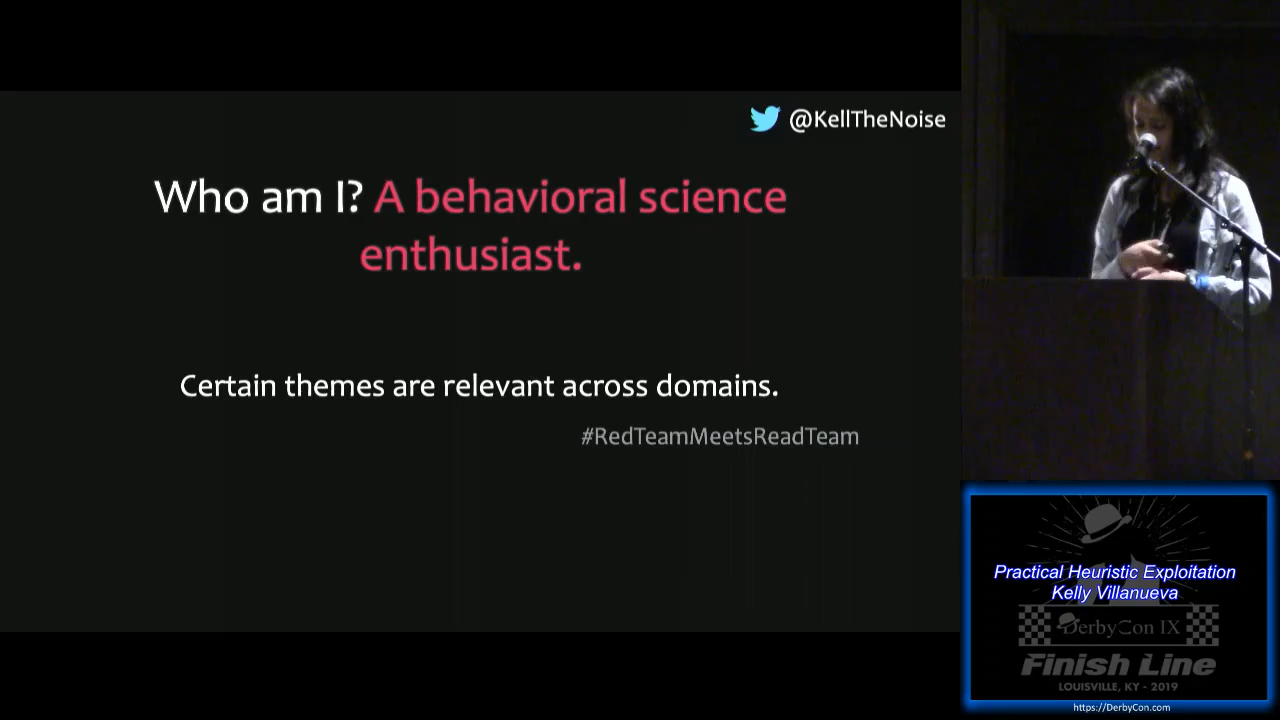 @KellTheNoise
Who am I? A behavioral science
enthusiast.
Certain themes are relevant across domains.
#RedTeamMeetsReadTeam
Practical Heuristic Exploitation
Kelly Villanueva
DerbyCon IX
Finish Line
LOUISVILLE, KY - 2019
https://DerbyCon.com